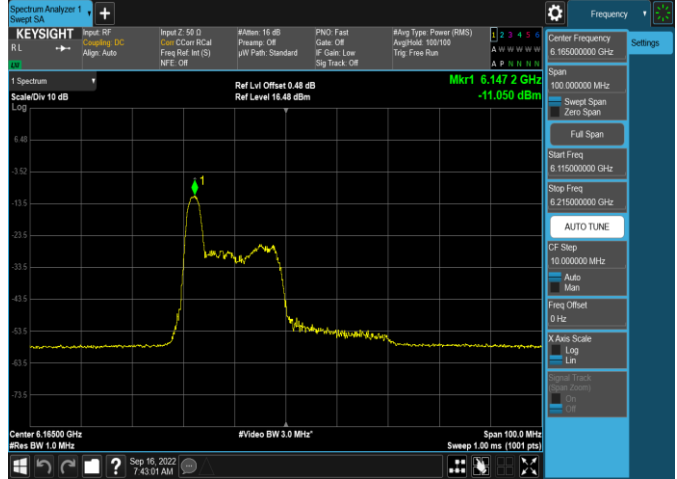 Spectrum Analyzer 1
Swept SA
+
Frequency
KEYSIGHT
Input: RF
Input Z: 50 Ω
#Atten: 16 dB
PNO: Fast
#Avg Type: Power (RMS)
1 2 3 4 5 6
RL
Coupling: DC
Corr CCorr RCal
Preamp: Off
Gate: Off
Avg|Hold: 100/100
A W W W W W
Align: Auto
Freq Ref: Int (S)
µW Path: Standard
IF Gain: Low
Trig: Free Run
NFE: Off
Sig Track: Off
A P N N N N
LXI
1 Spectrum
Scale/Div 10 dB
Log
Ref Lvl Offset 0.48 dB
Ref Level 16.48 dBm
Mkr1 6.147 2 GHz
-11.050 dBm
6.48
-3.52
-13.5
-23.5
-33.5
-43.5
-53.5
-63.5
-73.5
1
Center 6.16500 GHz
#Video BW 3.0 MHz*
Span 100.0 MHz
#Res BW 1.0 MHz
Sweep 1.00 ms (1001 pts)
Settings
Center Frequency
6.165000000 GHz
Span
100.000000 MHz
Swept Span
Zero Span
Full Span
Start Freq
6.115000000 GHz
Stop Freq
6.215000000 GHz
AUTO TUNE
CF Step
10.000000 MHz
Auto
Man
Freq Offset
0 Hz
X Axis Scale
Log
Lin
Signal Track
(Span Zoom)
On
Off
?
Sep 16, 2022
7:43:01 AM